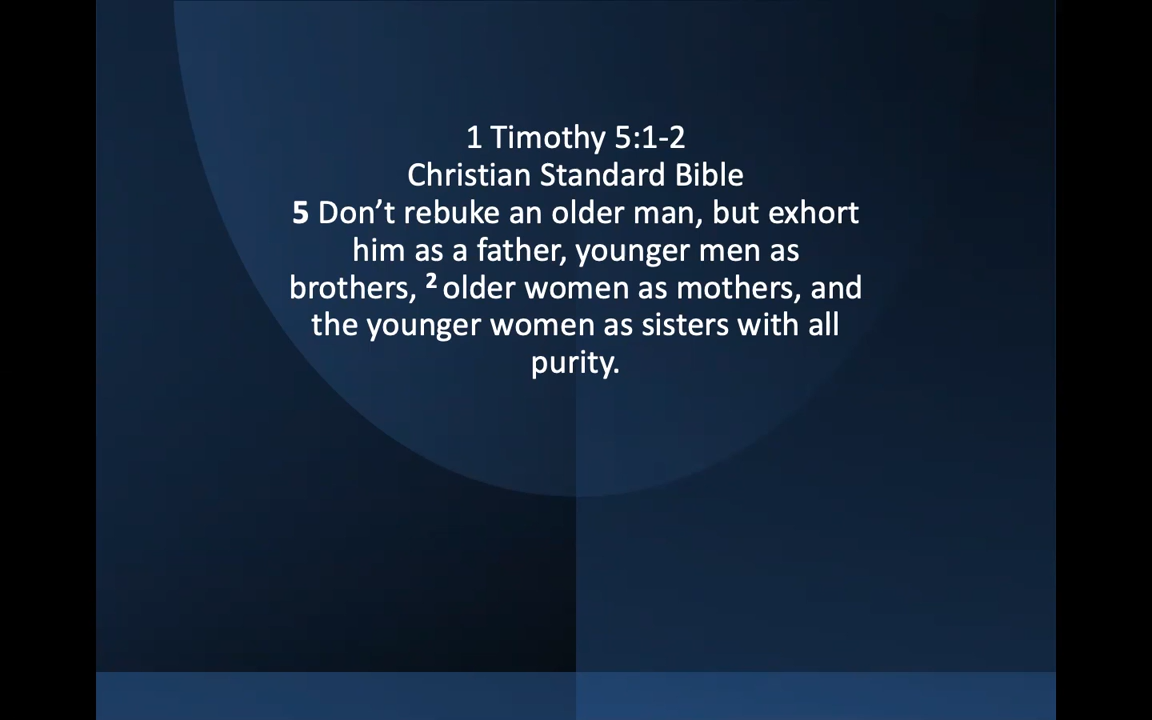 1 Timothy 5:1-2
Christian Standard Bible
5 Don’t rebuke an older man, but exhort
him as a father, younger men as
brothers, 2 older women as mothers, and
the younger women as sisters with all
purity.